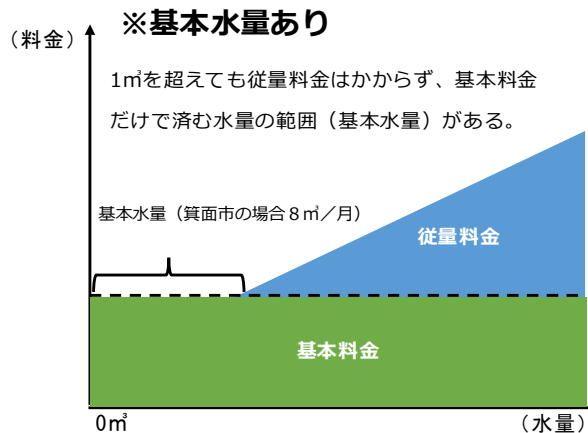 ※基本水量あり
（料金）
1㎥を超えても従量料金はかからず、基本料金
だけで済む水量の範囲（基本水量）がある。
基本水量（箕面市の場合８㎥／月）
従量料金
基本料金
0㎥
（水量）